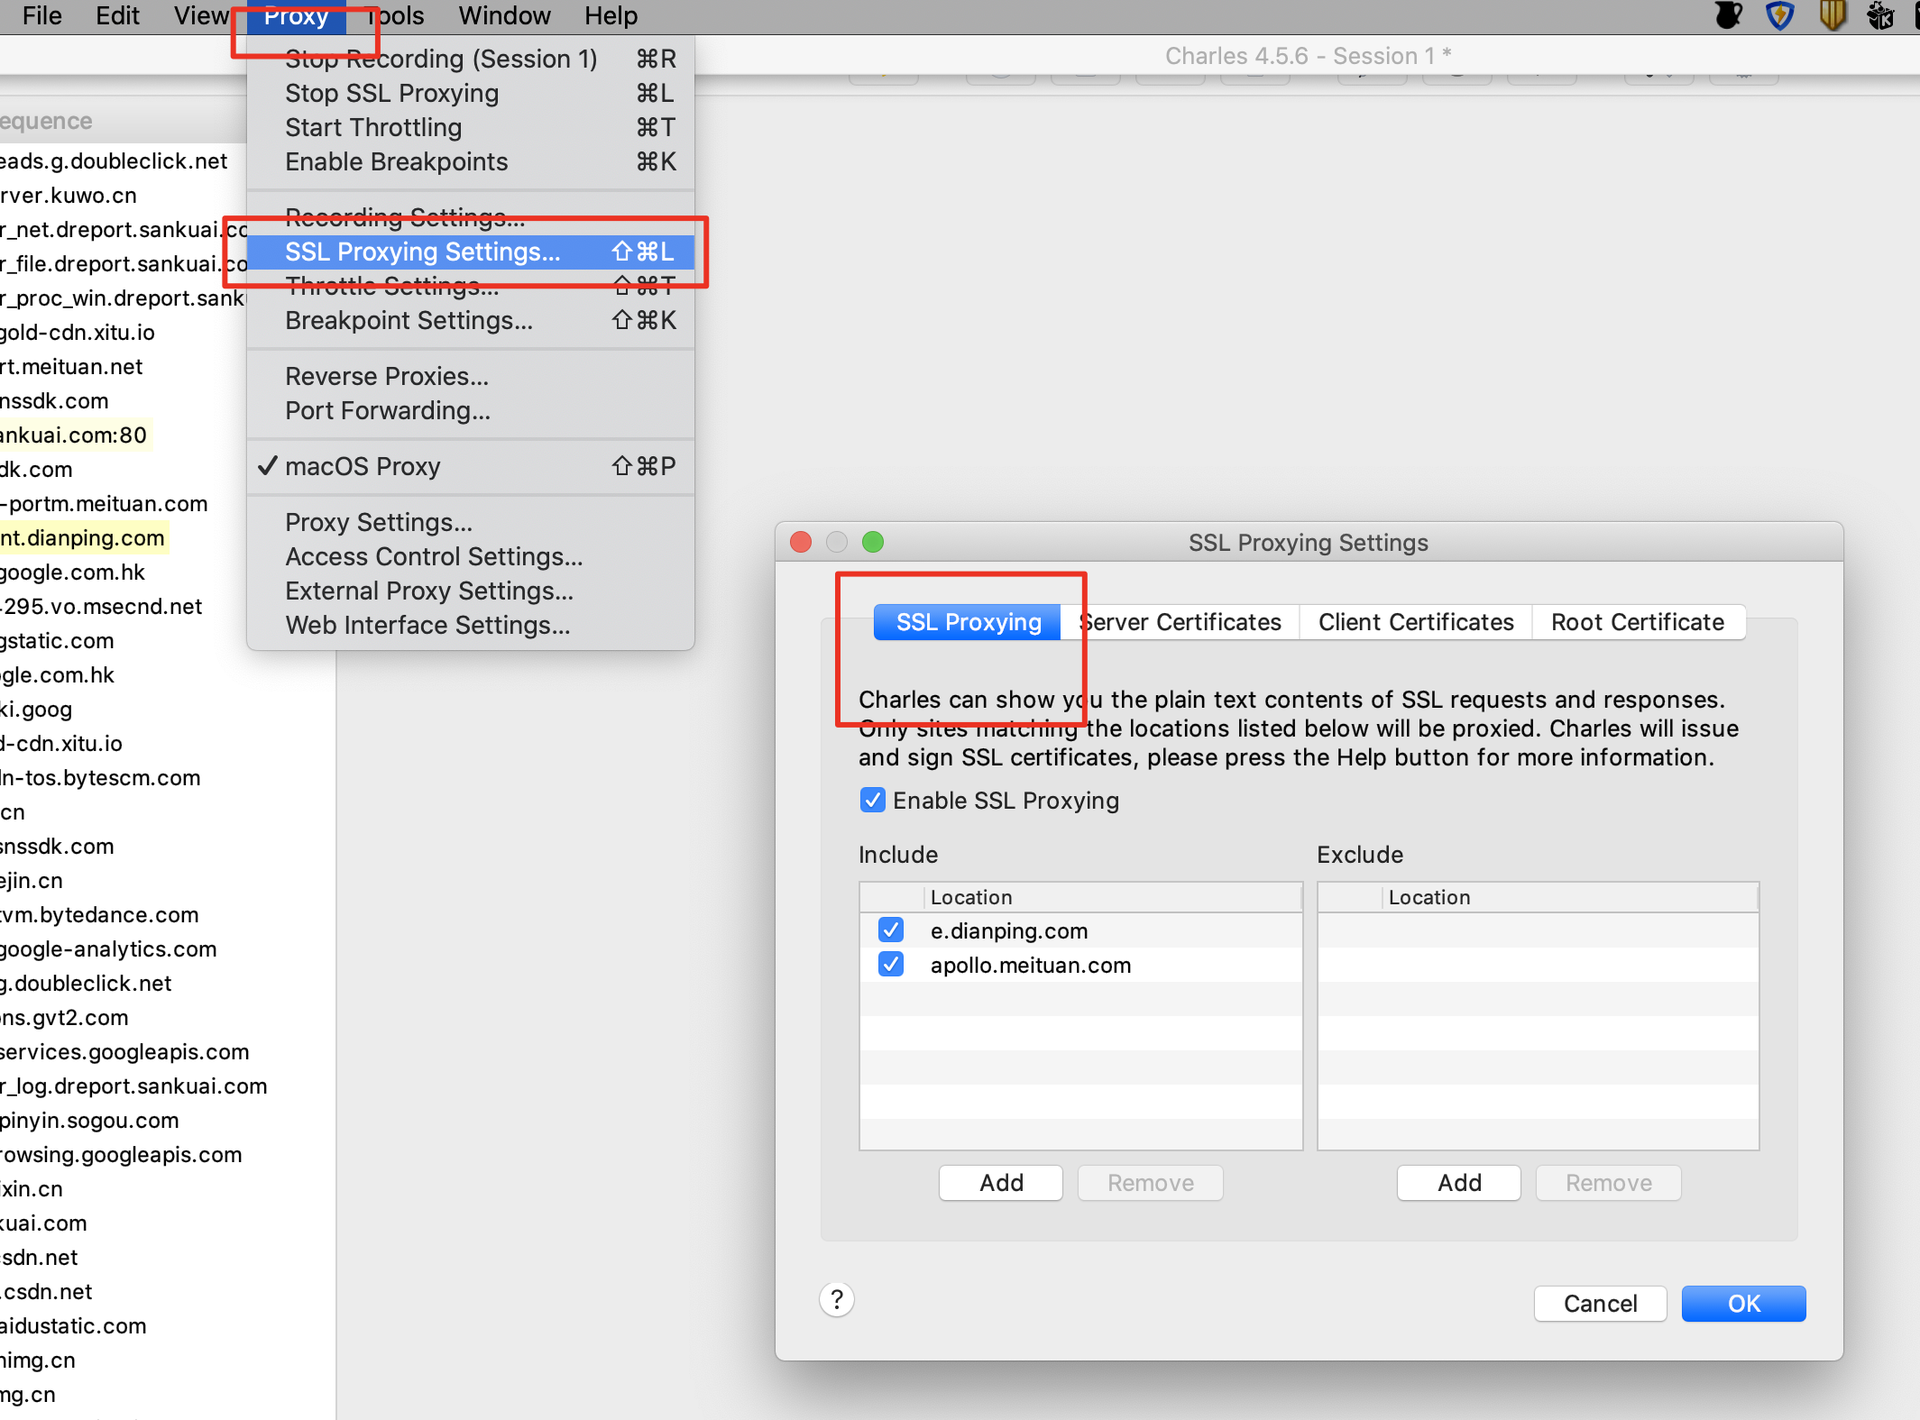 File Edit View Proxy Tools Window Help
Charles 4.5.6 - Session 1 *
Stop Recording (Session 1) ⌘R
Stop SSL Proxying ⌘L
Start Throttling ⌘T
Enable Breakpoints ⌘K
Recording Settings...
SSL Proxying Settings... ⇧⌘L
Throttle Settings... ⇧⌘T
Breakpoint Settings... ⇧⌘K
Reverse Proxies...
Port Forwarding...
✓ macOS Proxy ⇧⌘P
Proxy Settings...
Access Control Settings...
External Proxy Settings...
Web Interface Settings...
equence
eads.g.doubleclick.net
rver.kuwo.cn
r_net.dreport.sankuai.co
r_file.dreport.sankuai.co
r_proc_win.dreport.sank
gold-cdn.xitu.io
rt.meituan.net
nssdk.com
ankuai.com:80
dk.com
-portm.meituan.com
nt.dianping.com
google.com.hk
4295.vo.msecnd.net
gstatic.com
gle.com.hk
ki.goog
d-cdn.xitu.io
ln-tos.bytescm.com
cn
snssdk.com
ejin.cn
tvm.bytedance.com
google-analytics.com
g.doubleclick.net
ons.gvt2.com
services.googleapis.com
r_log.dreport.sankuai.com
pinyin.sogou.com
rowsing.googleapis.com
ixin.cn
kuai.com
csdn.net
.csdn.net
aidustatic.com
nimg.cn
mg.cn
SSL Proxying Settings
SSL Proxying Server Certificates Client Certificates Root Certificate
Charles can show you the plain text contents of SSL requests and responses.
Only sites matching the locations listed below will be proxied. Charles will issue
and sign SSL certificates, please press the Help button for more information.
Enable SSL Proxying
Include Exclude
Location Location
e.dianping.com
apollo.meituan.com
Add Remove Add Remove
? Cancel OK